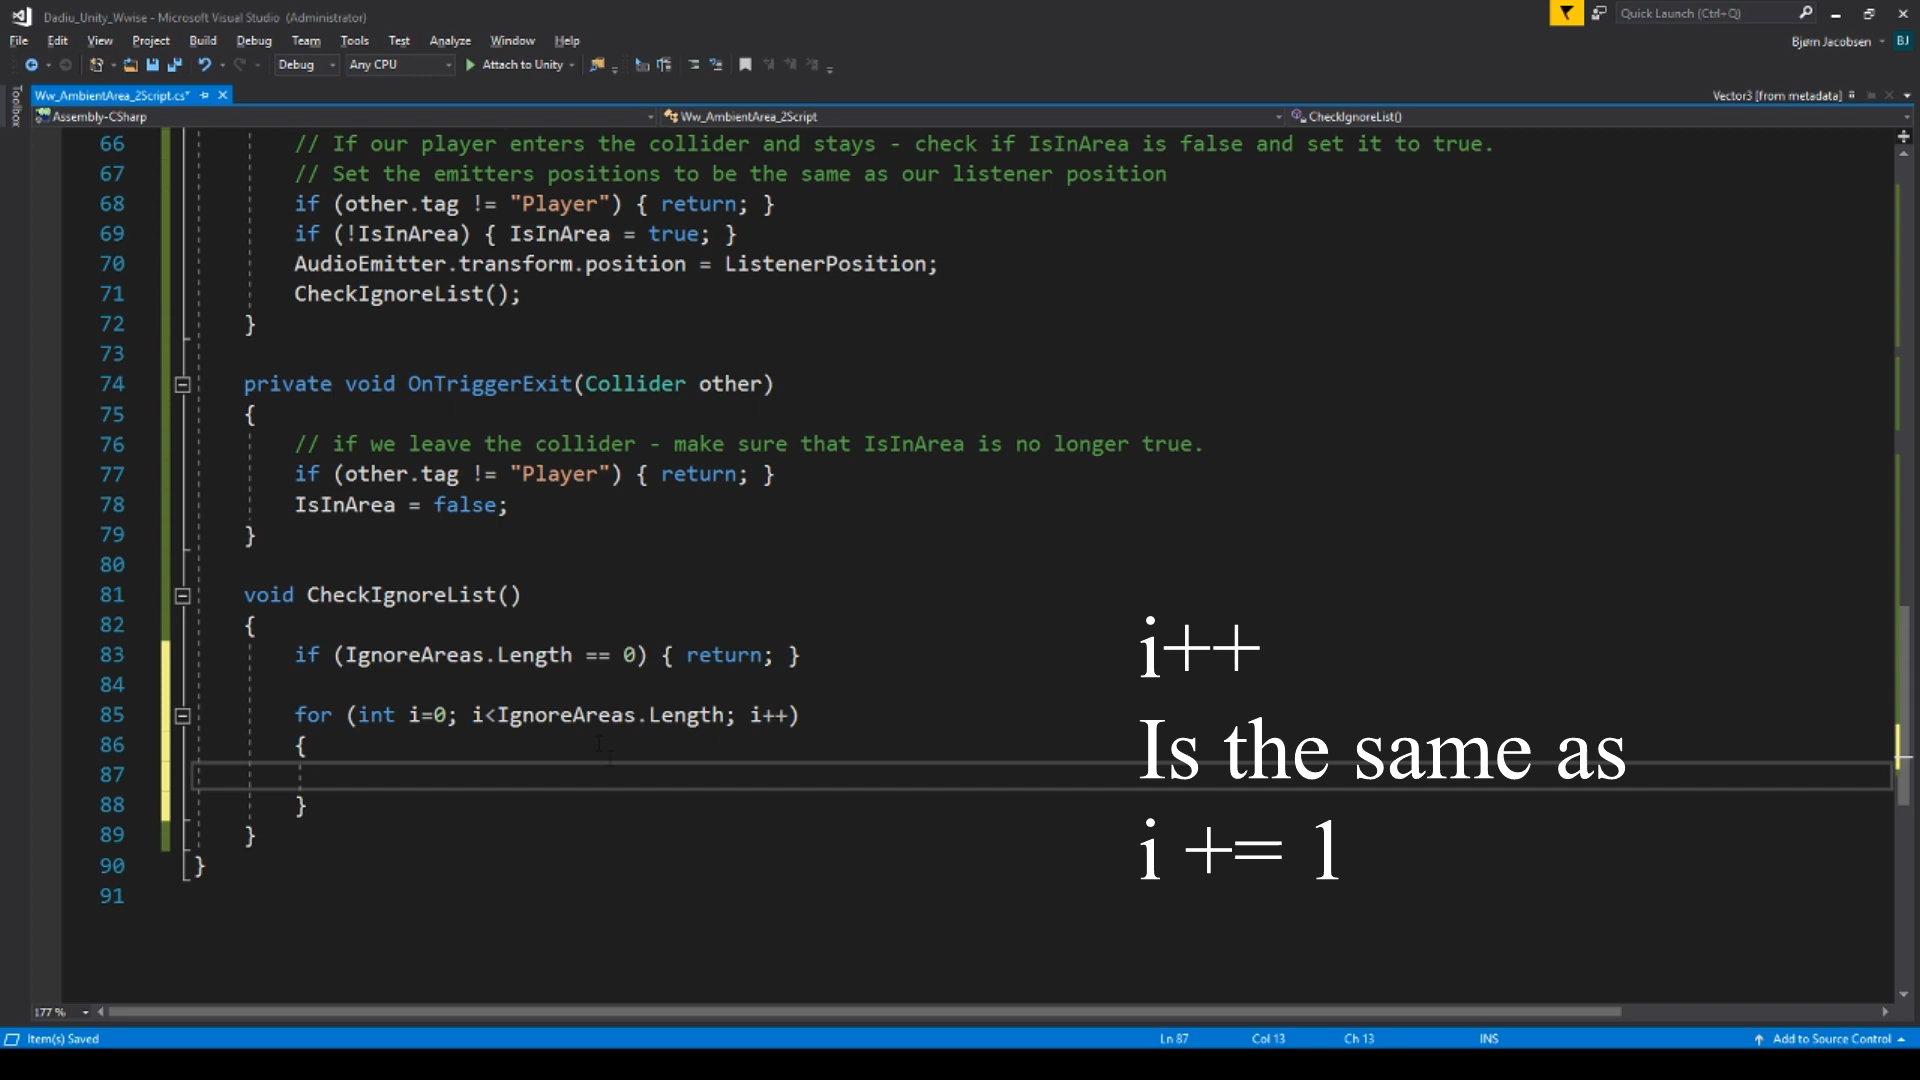 Dadiu_Unity_Wwise - Microsoft Visual Studio (Administrator)
Quick Launch (Ctrl+Q)
File Edit View Project Build Debug Team Tools Test Analyze Window Help
Bjørn Jacobsen BJ
Debug Any CPU Attach to Unity
Toolbox
Ww_AmbientArea_2Script.cs*
Vector3 [from metadata]
Assembly-CSharp Ww_AmbientArea_2Script CheckIgnoreList()
66 // If our player enters the collider and stays - check if IsInArea is false and set it to true.
67 // Set the emitters positions to be the same as our listener position
68 if (other.tag != "Player") { return; }
69 if (!IsInArea) { IsInArea = true; }
70 AudioEmitter.transform.position = ListenerPosition;
71 CheckIgnoreList();
72 }
73
74 private void OnTriggerExit(Collider other)
75 {
76 // if we leave the collider - make sure that IsInArea is no longer true.
77 if (other.tag != "Player") { return; }
78 IsInArea = false;
79 }
80
81 void CheckIgnoreList()
82 {
83 if (IgnoreAreas.Length == 0) { return; }
84
85 for (int i=0; i<IgnoreAreas.Length; i++)
86 {
87
88 }
89 }
90 }
91
i++
Is the same as
i += 1
177 %
Item(s) Saved Ln 87 Col 13 Ch 13 INS Add to Source Control